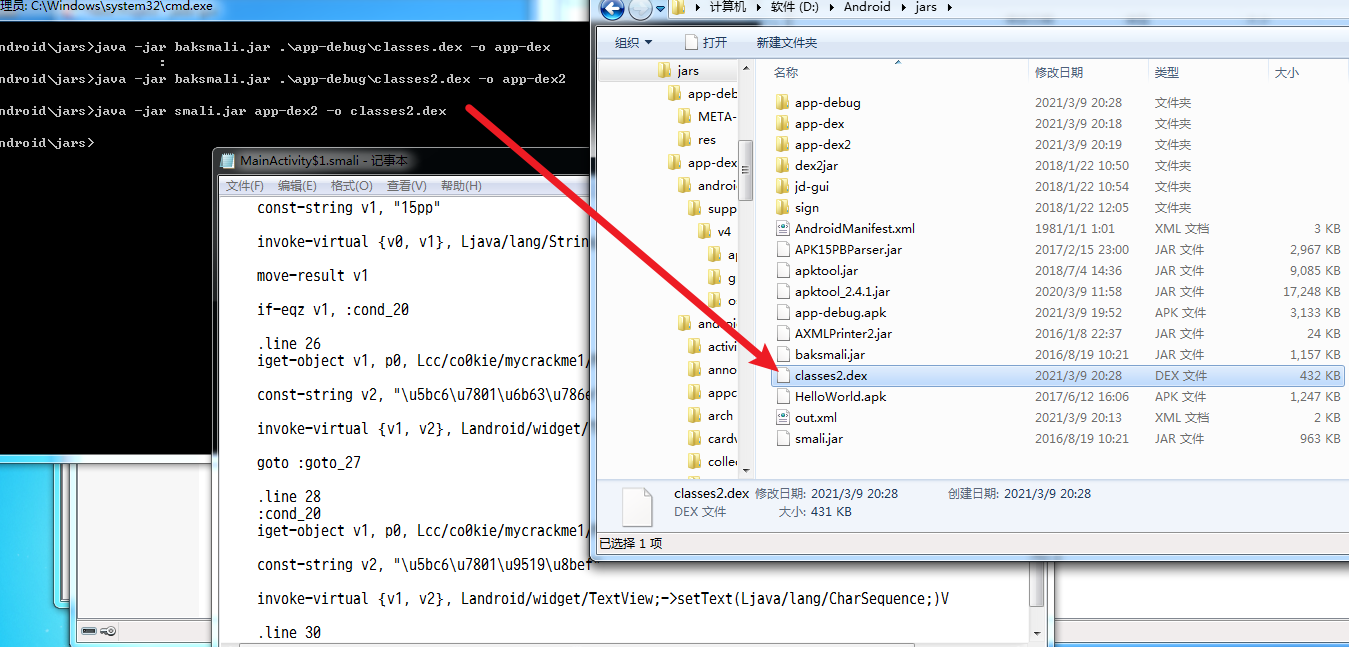 理员: C:\Windows\system32\cmd.exe
ndroid\jars>java -jar baksmali.jar .\app-debug\classes.dex -o app-dex
:
ndroid\jars>java -jar baksmali.jar .\app-debug\classes2.dex -o app-dex2
ndroid\jars>java -jar smali.jar app-dex2 -o classes2.dex
ndroid\jars>
MainActivity$1.smali - 记事本
文件(F) 编辑(E) 格式(O) 查看(V) 帮助(H)
const-string v1, "15pp"
invoke-virtual {v0, v1}, Ljava/lang/Strin
move-result v1
if-eqz v1, :cond_20
.line 26
iget-object v1, p0, Lcc/co0kie/mycrackme1/
const-string v2, "\u5bc6\u7801\u6b63\u786e
invoke-virtual {v1, v2}, Landroid/widget/
goto :goto_27
.line 28
:cond_20
iget-object v1, p0, Lcc/co0kie/mycrackme1/
const-string v2, "\u5bc6\u7801\u9519\u8bef"
invoke-virtual {v1, v2}, Landroid/widget/TextView;->setText(Ljava/lang/CharSequence;)V
.line 30
计算机 软件 (D:) Android jars
组织 打开 新建文件夹
jars
app-deb
META-
res
app-dex
androi
supp
v4
ap
g
o
androi
activi
anno
appc
arch
cardv
collec
名称 修改日期 类型 大小
app-debug 2021/3/9 20:28 文件夹
app-dex 2021/3/9 20:18 文件夹
app-dex2 2021/3/9 20:19 文件夹
dex2jar 2018/1/22 10:50 文件夹
jd-gui 2018/1/22 10:54 文件夹
sign 2018/1/22 12:05 文件夹
AndroidManifest.xml 1981/1/1 1:01 XML 文档 3 KB
APK15PBParser.jar 2017/2/15 23:00 JAR 文件 2,967 KB
apktool.jar 2018/7/4 14:36 JAR 文件 9,085 KB
apktool_2.4.1.jar 2020/3/9 11:58 JAR 文件 17,248 KB
app-debug.apk 2021/3/9 19:52 APK 文件 3,133 KB
AXMLPrinter2.jar 2016/1/8 22:37 JAR 文件 24 KB
baksmali.jar 2016/8/19 10:21 JAR 文件 1,157 KB
classes2.dex 2021/3/9 20:28 DEX 文件 432 KB
HelloWorld.apk 2017/6/12 16:06 APK 文件 1,247 KB
out.xml 2021/3/9 20:13 XML 文档 2 KB
smali.jar 2016/8/19 10:21 JAR 文件 963 KB
classes2.dex 修改日期: 2021/3/9 20:28 创建日期: 2021/3/9 20:28
DEX 文件 大小: 431 KB
已选择 1 项